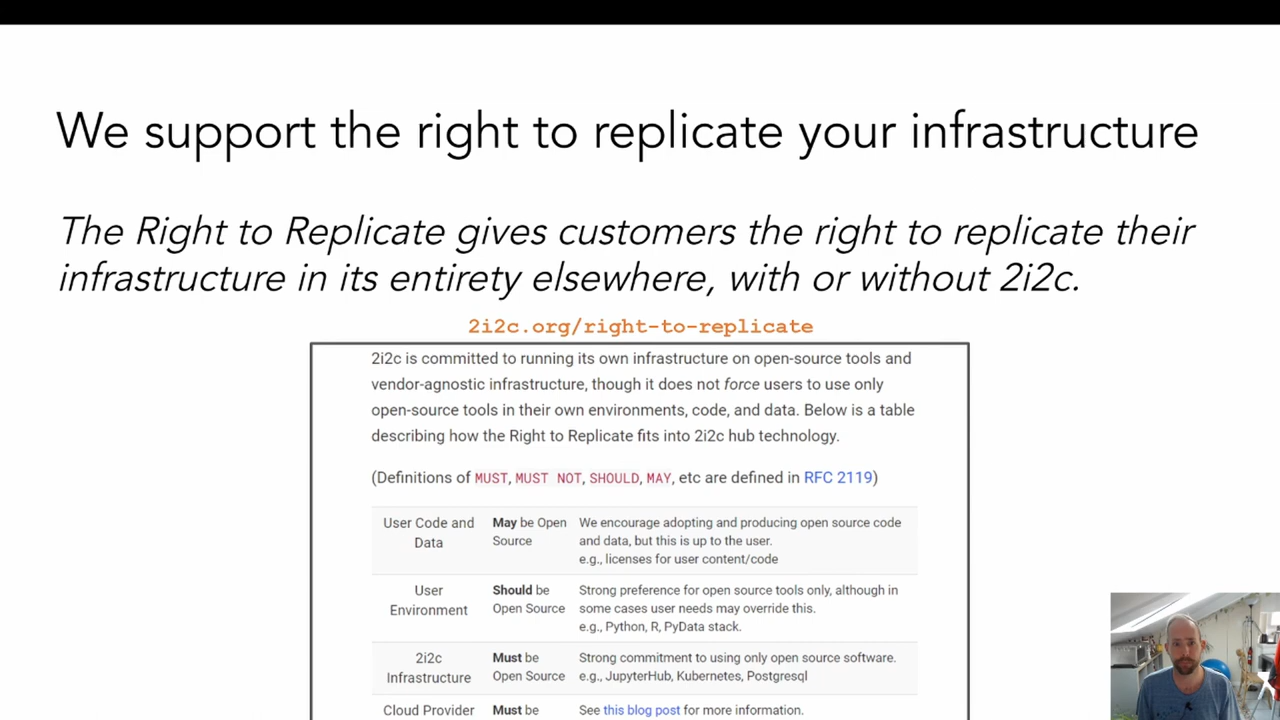 We support the right to replicate your infrastructure
The Right to Replicate gives customers the right to replicate their
infrastructure in its entirety elsewhere, with or without 2i2c.
2i2c.org/right-to-replicate
2i2c is committed to running its own infrastructure on open-source tools and
vendor-agnostic infrastructure, though it does not force users to use only
open-source tools in their own environments, code, and data. Below is a table
describing how the Right to Replicate fits into 2i2c hub technology.
(Definitions of MUST, MUST NOT, SHOULD, MAY, etc are defined in RFC 2119)
User Code and
Data
May be Open
Source
We encourage adopting and producing open source code
and data, but this is up to the user.
e.g., licenses for user content/code
User
Environment
Should be
Open Source
Strong preference for open source tools only, although in
some cases user needs may override this.
e.g., Python, R, PyData stack.
2i2c
Infrastructure
Must be
Open Source
Strong commitment to using only open source software.
e.g., JupyterHub, Kubernetes, Postgresql
Cloud Provider
Must be
See this blog post for more information.